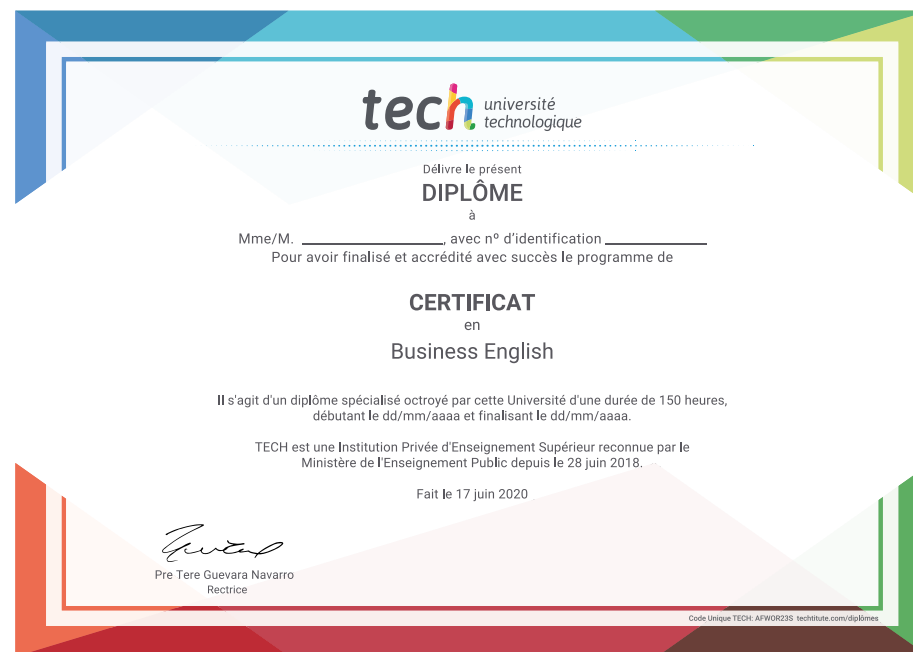 tech université
technologique
Délivre le présent
DIPLÔME
à
Mme/M. ____________________, avec nº d'identification ______________
Pour avoir finalisé et accrédité avec succès le programme de
CERTIFICAT
en
Business English
Il s'agit d'un diplôme spécialisé octroyé par cette Université d'une durée de 150 heures,
débutant le dd/mm/aaaa et finalisant le dd/mm/aaaa.
TECH est une Institution Privée d'Enseignement Supérieur reconnue par le
Ministère de l'Enseignement Public depuis le 28 juin 2018.
Fait le 17 juin 2020
Pre Tere Guevara Navarro
Rectrice
Code Unique TECH: AFWOR23S techtitute.com/diplômes